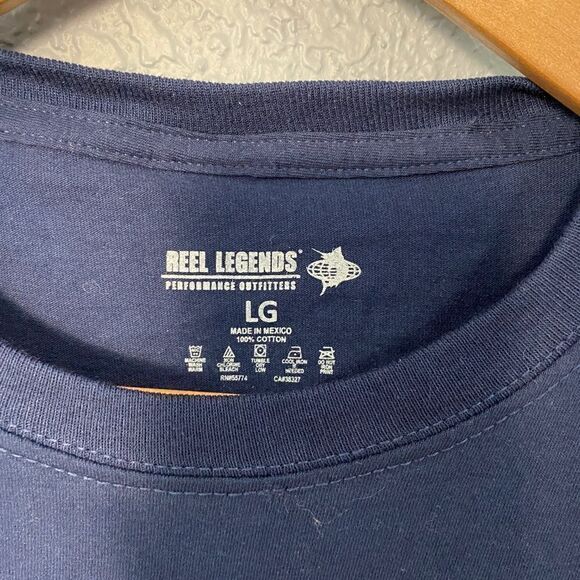 REEL LEGENDS®
PERFORMANCE OUTFITTERS
LG
MADE IN MEXICO
100% COTTON
MACHINE WASH WARM
NON CHLORINE BLEACH
TUMBLE DRY LOW
COOL IRON IF NEEDED
DO NOT IRON PRINT
RN#55774 CA#38327